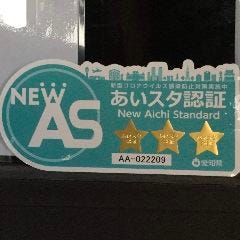 NEW
AS
新型コロナウイルス感染防止対策実施中
あいスタ認証
New Aichi Standard
AA-022209
愛知県